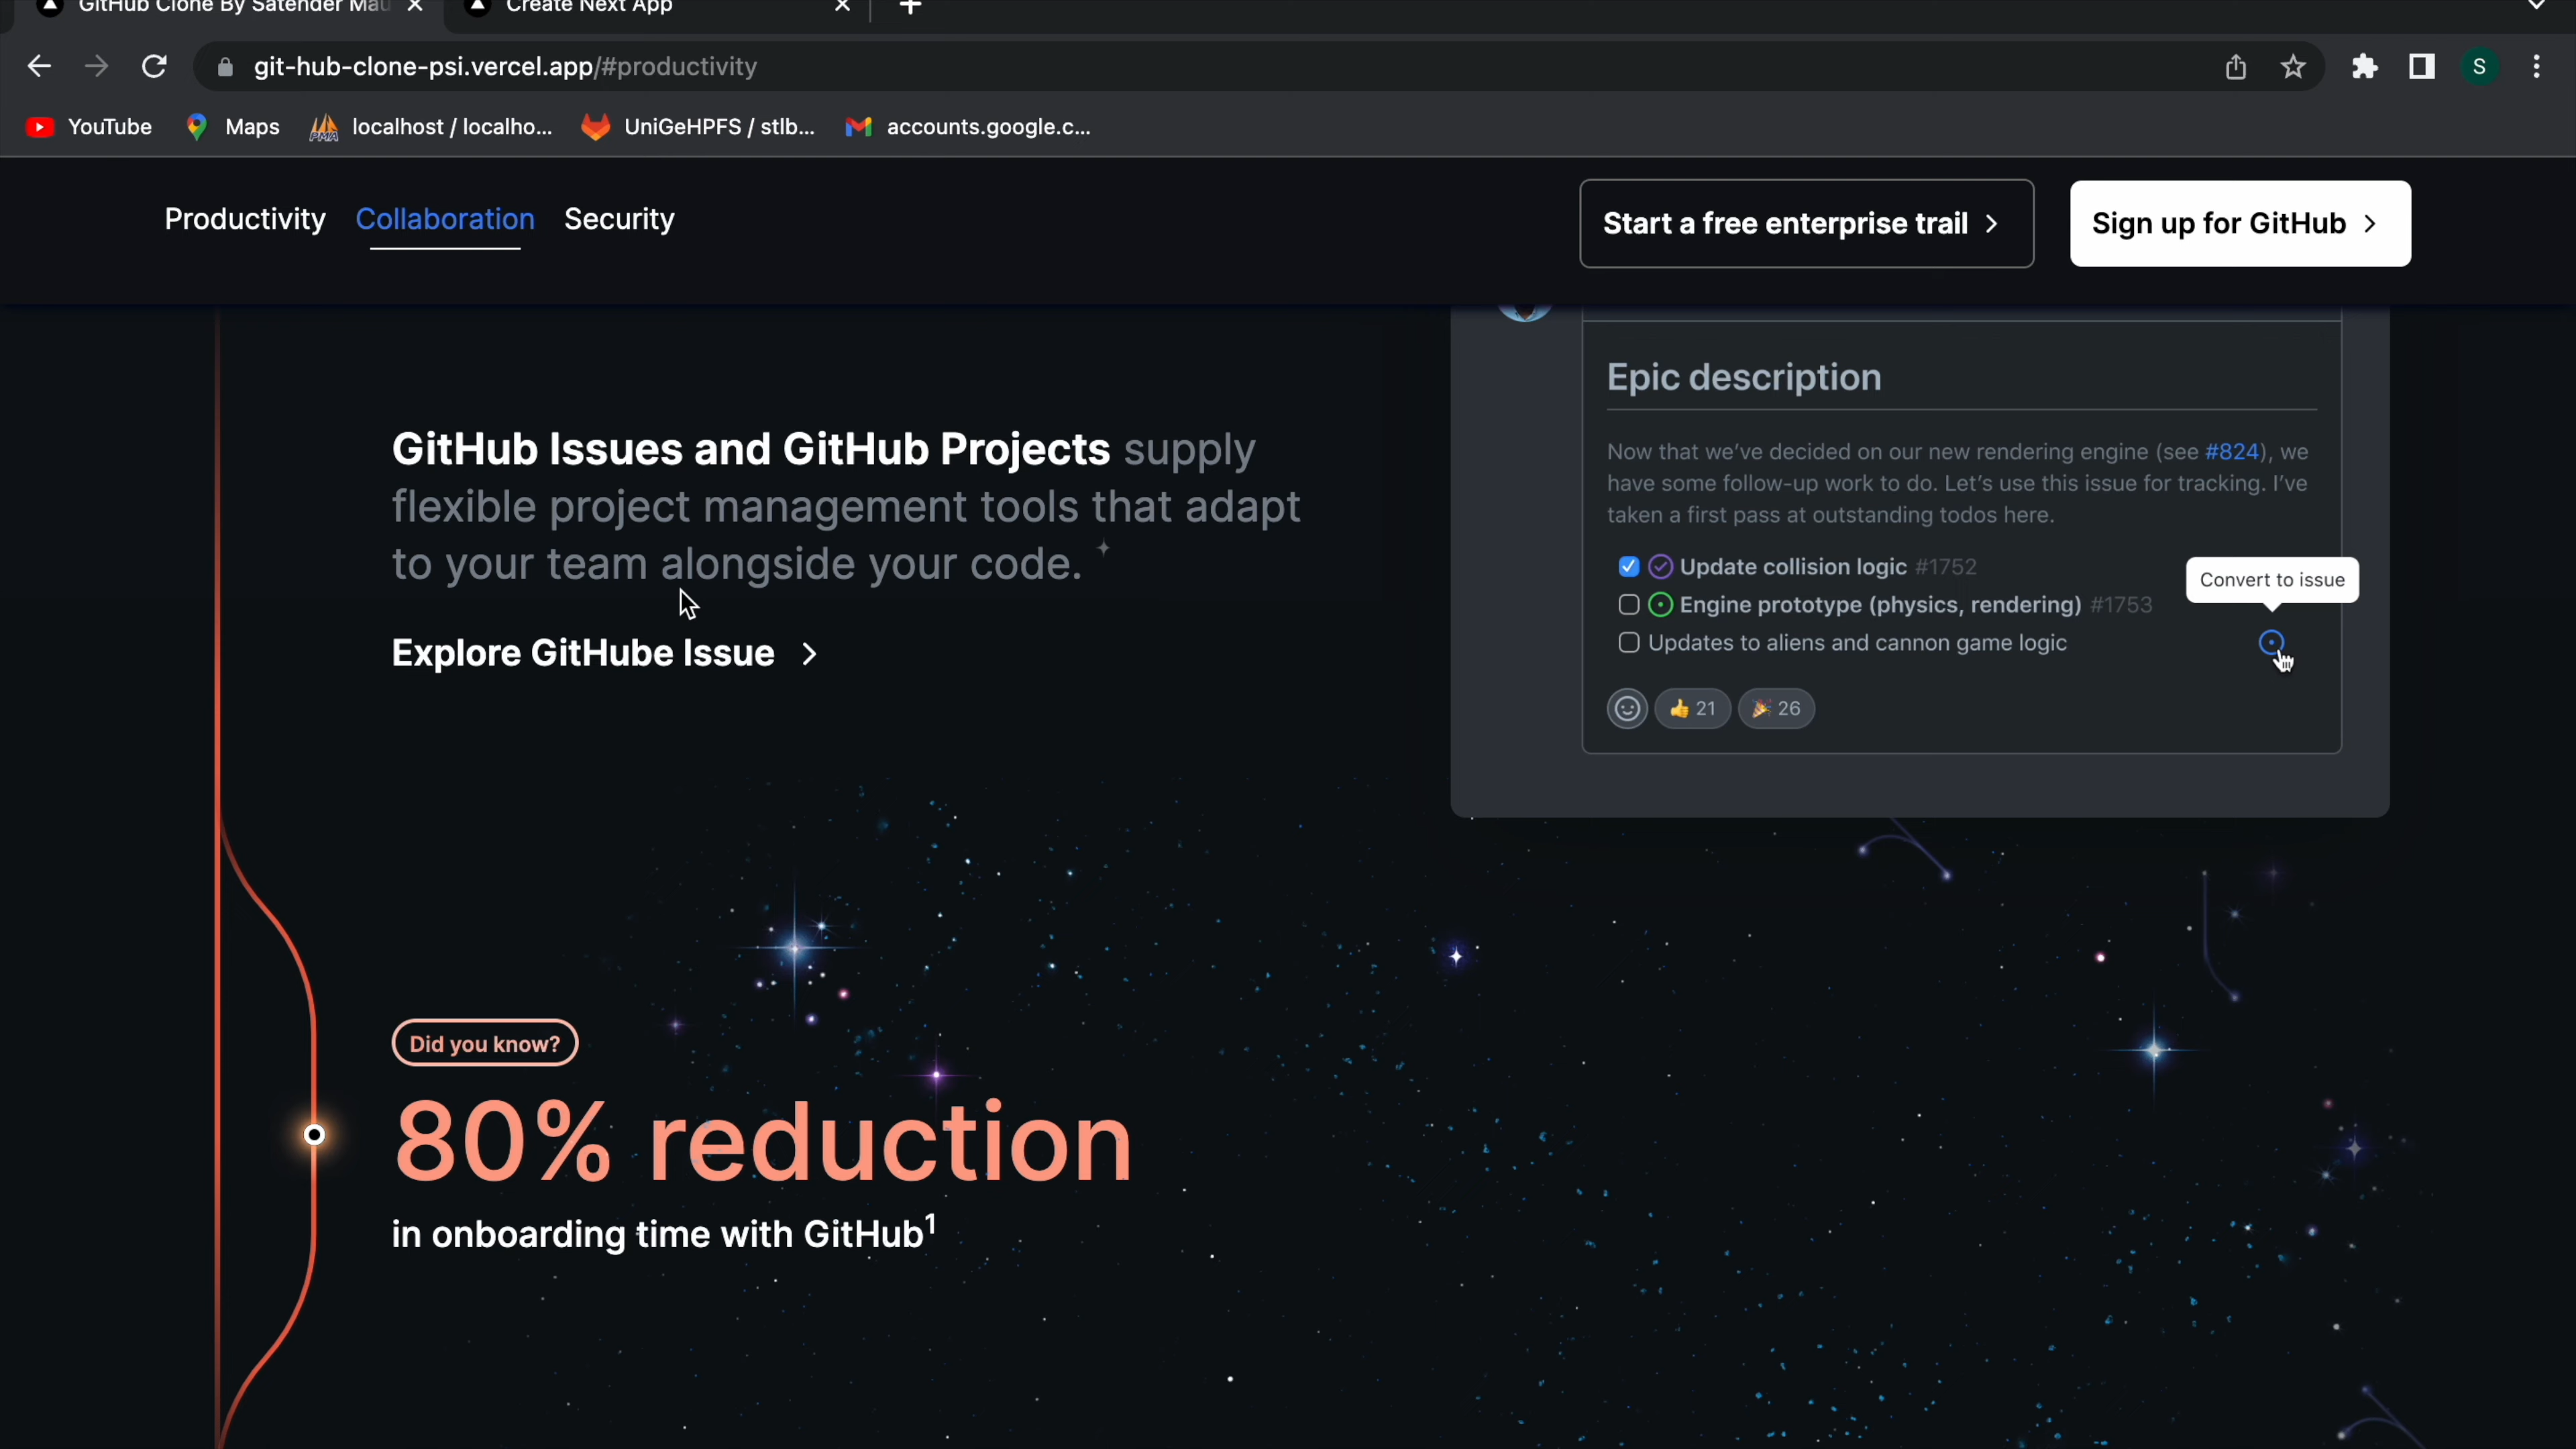 GitHub Clone By Satender Mau
Create Next App
git-hub-clone-psi.vercel.app/#productivity
S
YouTube Maps localhost / localho... UniGeHPFS / stlb... accounts.google.c...
Productivity Collaboration Security
Start a free enterprise trail
Sign up for GitHub
GitHub Issues and GitHub Projects supply
flexible project management tools that adapt
to your team alongside your code.
Explore GitHube Issue
Epic description
Now that we've decided on our new rendering engine (see #824), we
have some follow-up work to do. Let's use this issue for tracking. I've
taken a first pass at outstanding todos here.
Update collision logic #1752
Convert to issue
Engine prototype (physics, rendering) #1753
Updates to aliens and cannon game logic
👍 21 🎉 26
Did you know?
80% reduction
in onboarding time with GitHub¹